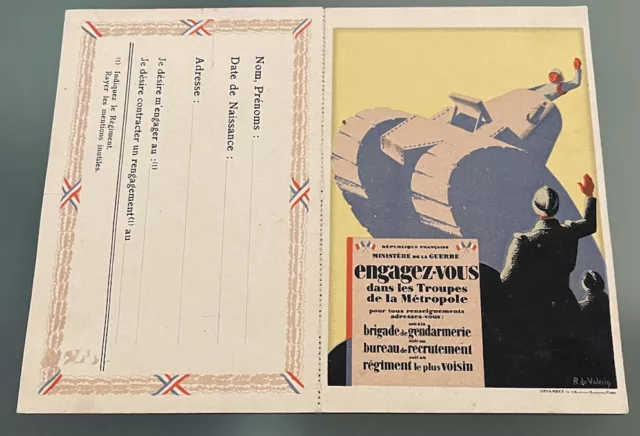 Nom, Prénoms :
Date de Naissance :
Adresse :
Je désire m'engager au : (1)
Je désire contracter un rengagement (1) au
(1) Indiquez le Régiment.
Rayer les mentions inutiles.
RÉPUBLIQUE FRANÇAISE
MINISTÈRE DE LA GUERRE
engagez-vous
dans les Troupes
de la Métropole
pour tous renseignements
adressez-vous :
soit à la
brigade de gendarmerie
soit au
bureau de recrutement
soit au
régiment le plus voisin
R. de Valerio